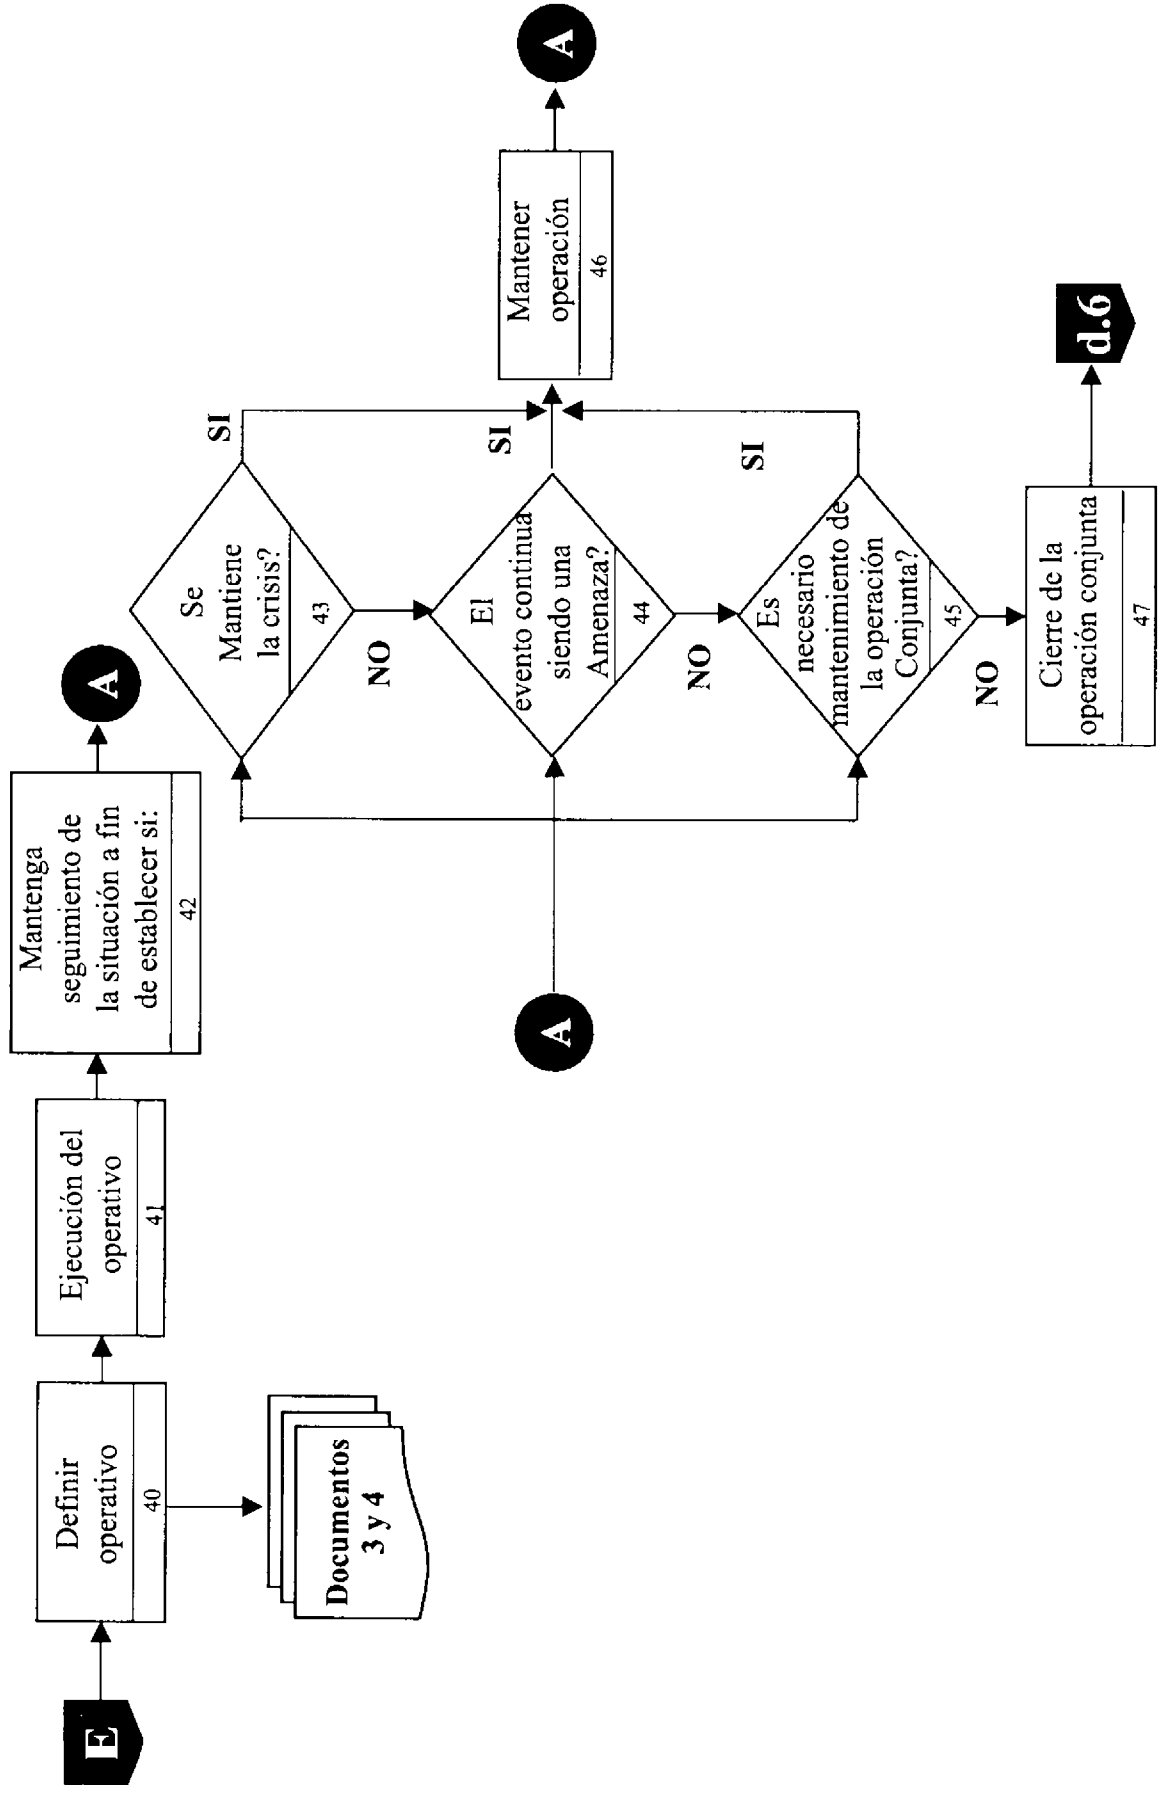 E
Definir
operativo
40
Documentos
3 y 4
Ejecución del
operativo
41
Mantenga
seguimiento de
la situación a fin
de establecer si:
42
A
A
Se
Mantiene
la crisis?
43
SI
NO
El
evento continua
siendo una
Amenaza?
44
SI
NO
Es
necesario
mantenimiento de
la operación
Conjunta?
45
SI
NO
Mantener
operación
46
A
Cierre de la
operación conjunta
47
d.6